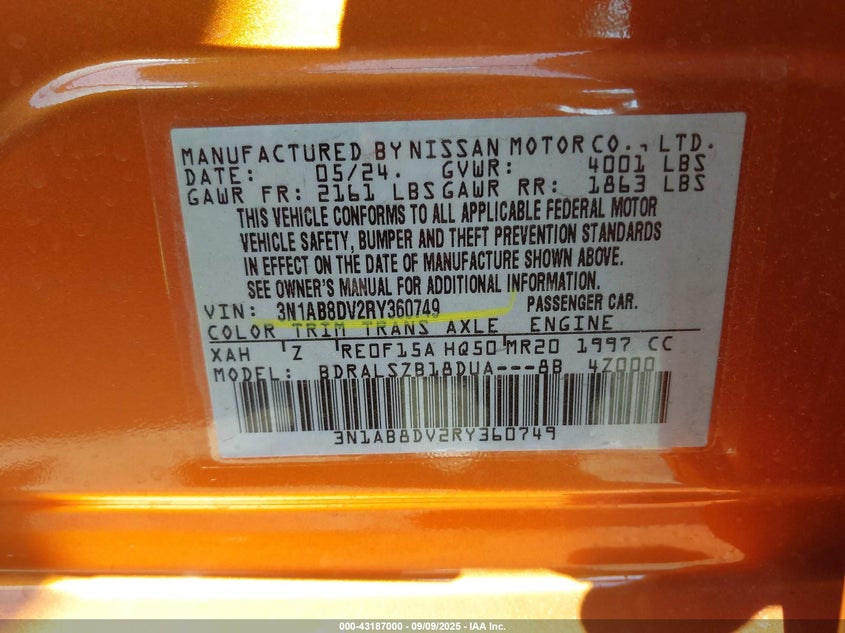 MANUFACTURED BY NISSAN MOTOR CO., LTD.
DATE: 05/24. GVWR: 4001 LBS
GAWR FR: 2161 LBS GAWR RR: 1863 LBS
THIS VEHICLE CONFORMS TO ALL APPLICABLE FEDERAL MOTOR
VEHICLE SAFETY, BUMPER AND THEFT PREVENTION STANDARDS
IN EFFECT ON THE DATE OF MANUFACTURE SHOWN ABOVE.
SEE OWNER'S MANUAL FOR ADDITIONAL INFORMATION.
VIN: 3N1AB8DV2RY360749 PASSENGER CAR.
COLOR TRIM TRANS AXLE ENGINE
XAH Z RE0F15A HQ50 MR20 1997 CC
MODEL: BDRALSZB18DUA---8B 4Z000
3N1AB8DV2RY360749
000-43187000 - 09/09/2025 - IAA Inc.